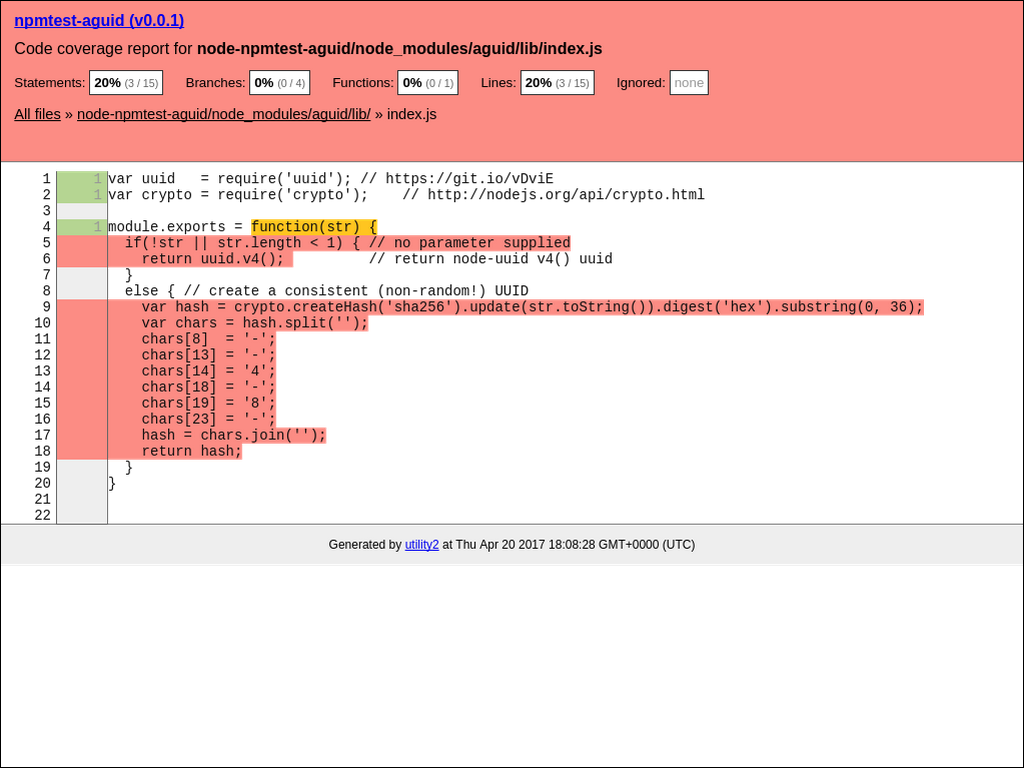 npmtest-aguid (v0.0.1)
Code coverage report for node-npmtest-aguid/node_modules/aguid/lib/index.js
Statements: 20% (3 / 15) Branches: 0% (0 / 4) Functions: 0% (0 / 1) Lines: 20% (3 / 15) Ignored: none
All files » node-npmtest-aguid/node_modules/aguid/lib/ » index.js
1 1 var uuid   = require('uuid'); // https://git.io/vDviE
2 1 var crypto = require('crypto');    // http://nodejs.org/api/crypto.html
3
4 1 module.exports = function(str) {
5   if(!str || str.length < 1) { // no parameter supplied
6     return uuid.v4();          // return node-uuid v4() uuid
7   }
8   else { // create a consistent (non-random!) UUID
9     var hash = crypto.createHash('sha256').update(str.toString()).digest('hex').substring(0, 36);
10     var chars = hash.split('');
11     chars[8]  = '-';
12     chars[13] = '-';
13     chars[14] = '4';
14     chars[18] = '-';
15     chars[19] = '8';
16     chars[23] = '-';
17     hash = chars.join('');
18     return hash;
19   }
20 }
21
22
Generated by utility2 at Thu Apr 20 2017 18:08:28 GMT+0000 (UTC)